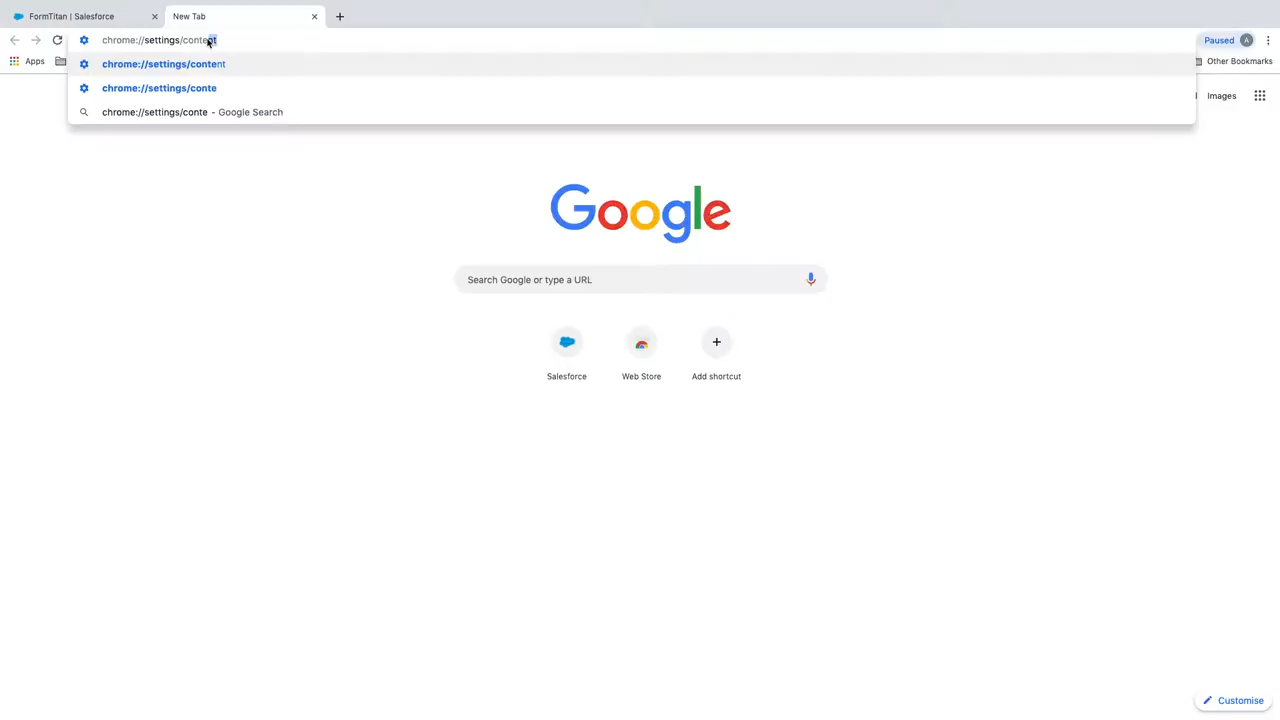 FormTitan | Salesforce
New Tab
chrome://settings/content
Paused
A
Apps
Other Bookmarks
chrome://settings/content
chrome://settings/conte
chrome://settings/conte - Google Search
Images
Google
Search Google or type a URL
Salesforce
Web Store
Add shortcut
Customise